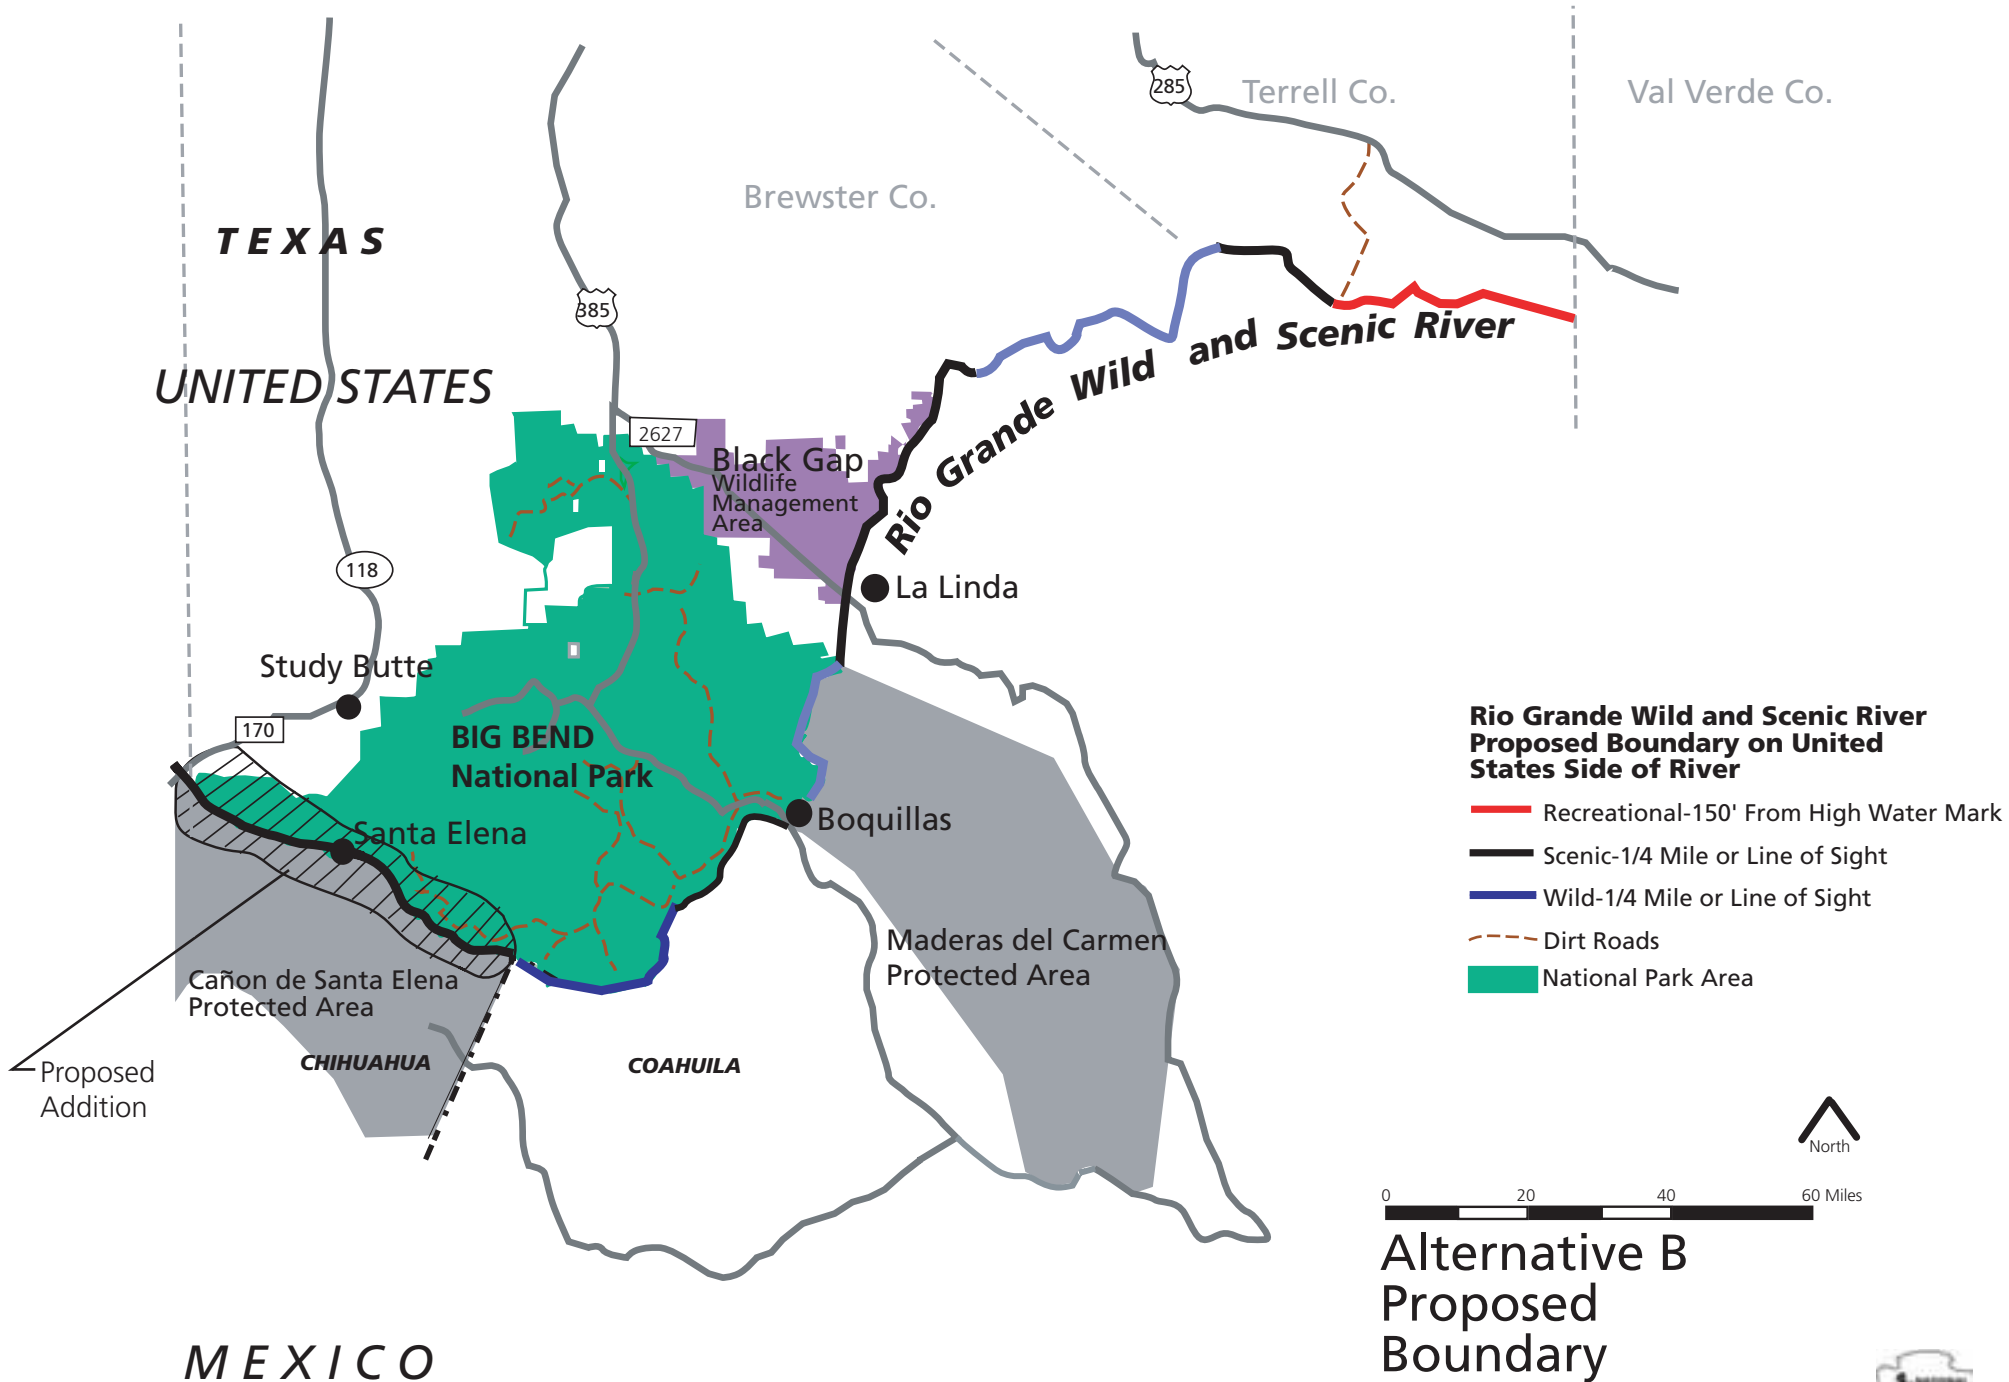 285
Terrell Co.
Val Verde Co.
Brewster Co.
TEXAS
385
UNITED STATES
Rio Grande Wild and Scenic River
2627
Black Gap
Wildlife
Management
Area
118
La Linda
Study Butte
170
BIG BEND
National Park
Santa Elena
Boquillas
Rio Grande Wild and Scenic River
Proposed Boundary on United
States Side of River
Recreational-150' From High Water Mark
Scenic-1/4 Mile or Line of Sight
Wild-1/4 Mile or Line of Sight
Dirt Roads
National Park Area
Maderas del Carmen
Protected Area
Cañon de Santa Elena
Protected Area
CHIHUAHUA
COAHUILA
Proposed
Addition
North
0 20 40 60 Miles
Alternative B
Proposed
Boundary
MEXICO